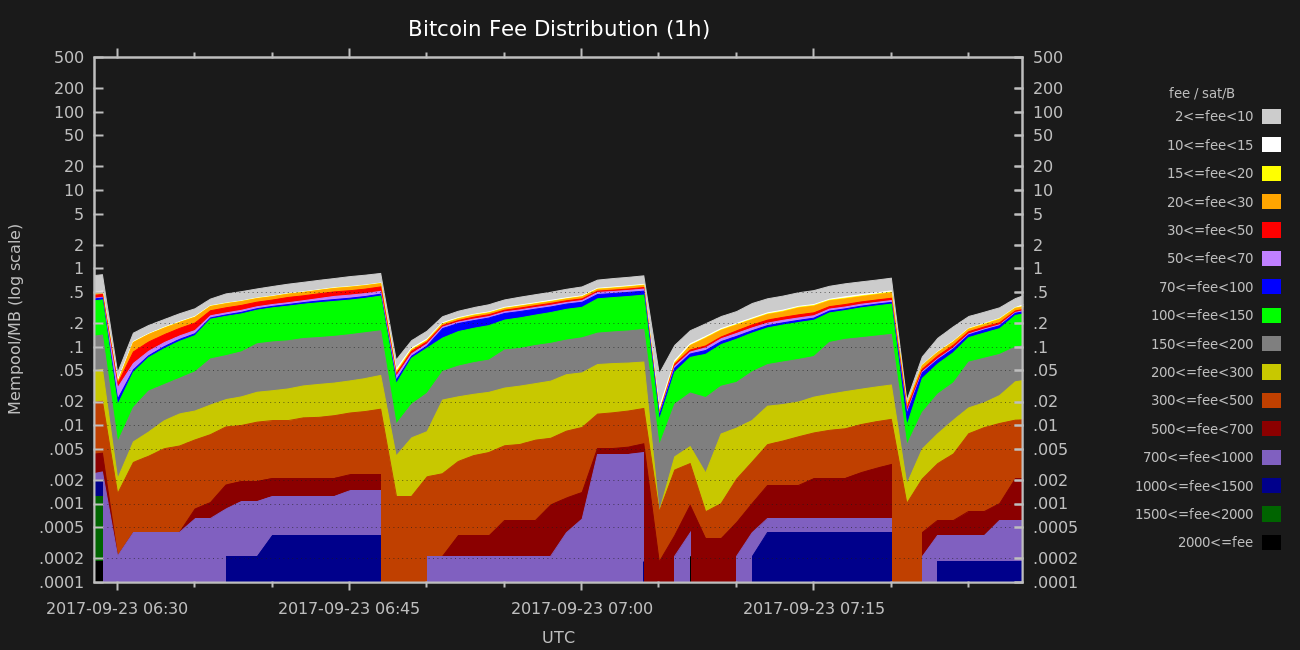 Bitcoin Fee Distribution (1h)
Mempool/MB (log scale)
500
200
100
50
20
10
5
2
1
.5
.2
.1
.05
.02
.01
.005
.002
.001
.0005
.0002
.0001
500
200
100
50
20
10
5
2
1
.5
.2
.1
.05
.02
.01
.005
.002
.001
.0005
.0002
.0001
2017-09-23 06:30 2017-09-23 06:45 2017-09-23 07:00 2017-09-23 07:15
UTC
fee / sat/B
2<=fee<10
10<=fee<15
15<=fee<20
20<=fee<30
30<=fee<50
50<=fee<70
70<=fee<100
100<=fee<150
150<=fee<200
200<=fee<300
300<=fee<500
500<=fee<700
700<=fee<1000
1000<=fee<1500
1500<=fee<2000
2000<=fee